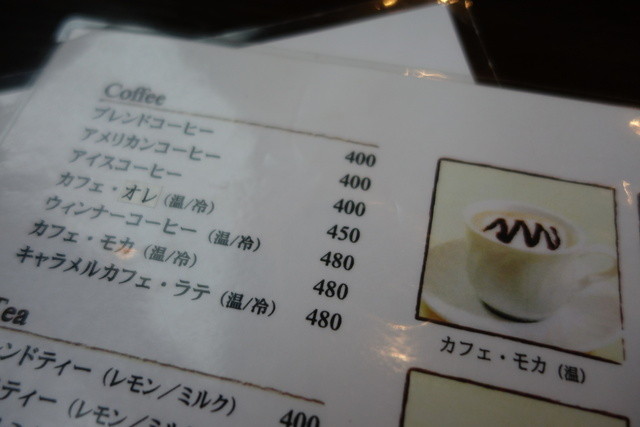 Coffee
ブレンドコーヒー 400
アメリカンコーヒー 400
アイスコーヒー 400
カフェ・オレ(温/冷) 450
ウィンナーコーヒー(温/冷) 480
カフェ・モカ(温/冷) 480
キャラメルカフェ・ラテ(温/冷) 480
カフェ・モカ(温)
Tea
ンドティー(レモン/ミルク) 400
ティー(レモン/ミルク)